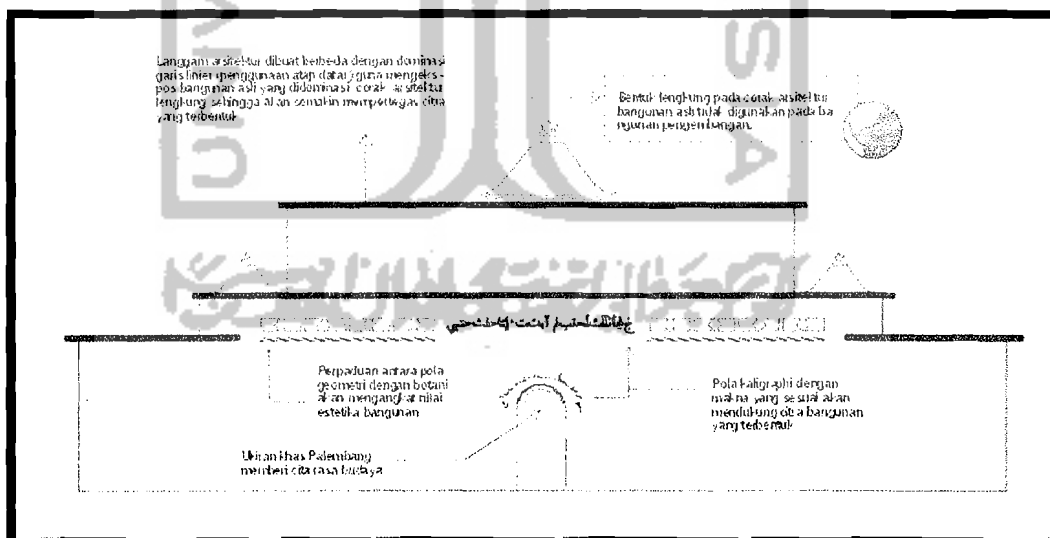 Langgam arsitektur dibuat berbeda dengan dominasi
garis linier (penggunaan atap datar) guna mengeks -
pos bangunan asli yang didominasi corak arsitektur
lengkung sehingga akan semakin mempertegas citra
yang terbentuk
Bentuk lengkung pada corak arsitektur
bangunan asli tidak digunakan pada ba
ngunan pengembangan.
Perpaduan antara pola
geometri dengan botani
akan mengangkat nilai
estetika bangunan
Pola kaligraphi dengan
makna yang sesuai akan
mendukung citra bangunan
yang terbentuk
Ukiran khas Palembang
memberi cita rasa budaya